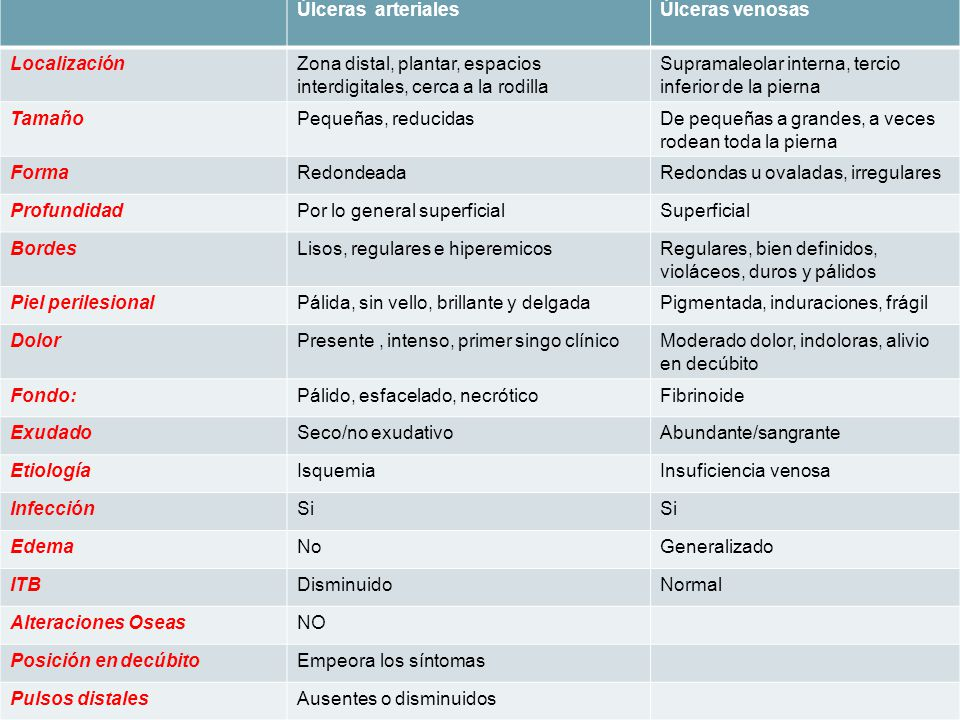 Úlceras arteriales Úlceras venosas
Localización Zona distal, plantar, espacios Supramaleolar interna, tercio
interdigitales, cerca a la rodilla inferior de la pierna
Tamaño Pequeñas, reducidas De pequeñas a grandes, a veces
rodean toda la pierna
Forma Redondeada Redondas u ovaladas, irregulares
Profundidad Por lo general superficial Superficial
Bordes Lisos, regulares e hiperemicos Regulares, bien definidos,
violáceos, duros y pálidos
Piel perilesional Pálida, sin vello, brillante y delgada Pigmentada, induraciones, frágil
Dolor Presente , intenso, primer singo clínico Moderado dolor, indoloras, alivio
en decúbito
Fondo: Pálido, esfacelado, necrótico Fibrinoide
Exudado Seco/no exudativo Abundante/sangrante
Etiología Isquemia Insuficiencia venosa
Infección Si Si
Edema No Generalizado
ITB Disminuido Normal
Alteraciones Oseas NO
Posición en decúbito Empeora los síntomas
Pulsos distales Ausentes o disminuidos